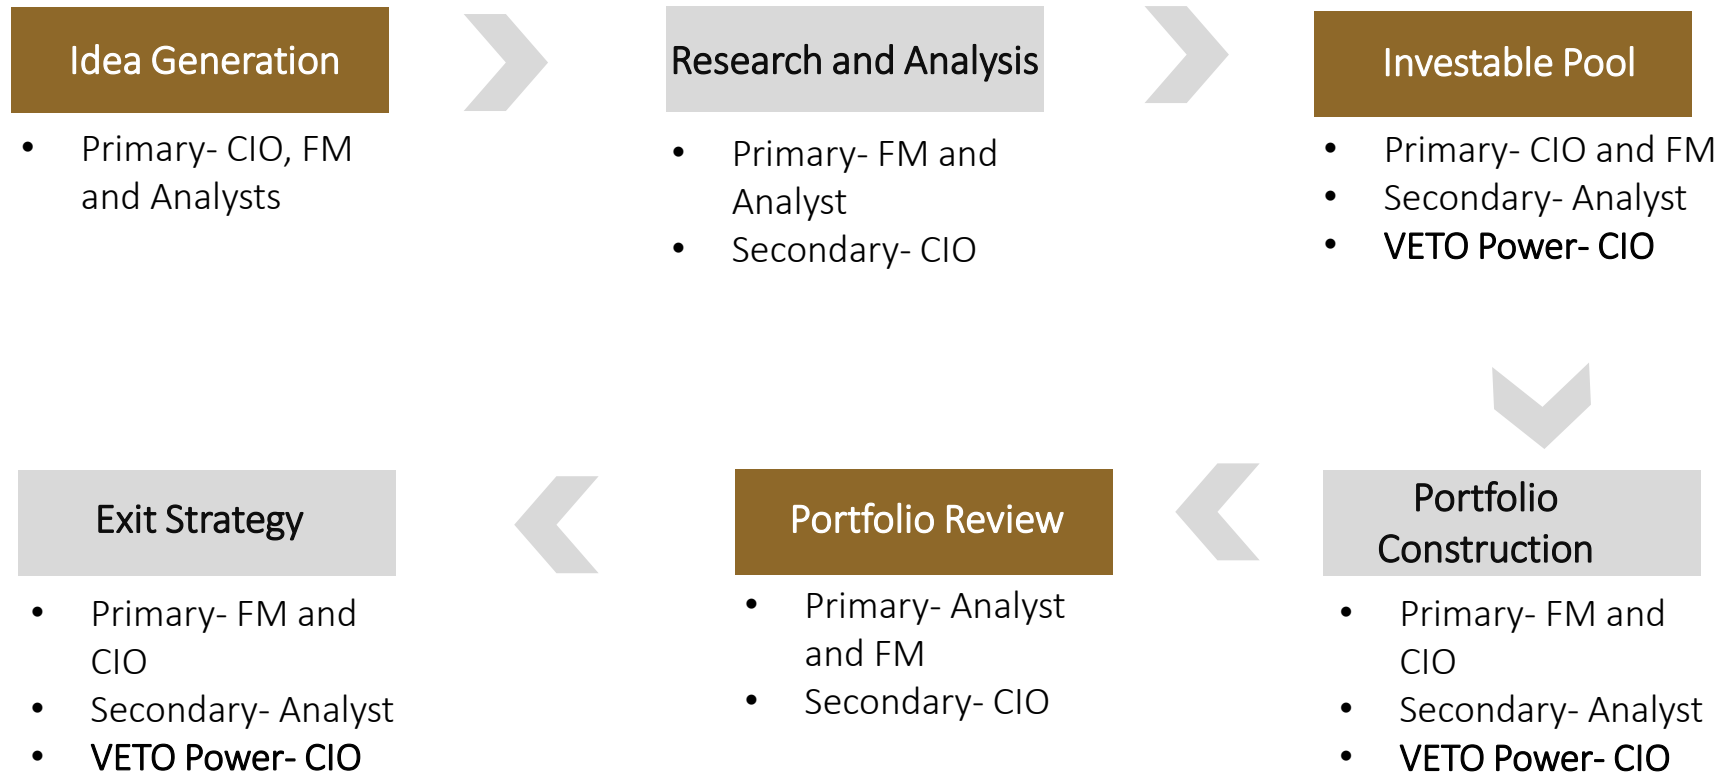 Idea Generation
• Primary- CIO, FM
and Analysts
Research and Analysis
• Primary- FM and
Analyst
• Secondary- CIO
Investable Pool
• Primary- CIO and FM
• Secondary- Analyst
• VETO Power- CIO
Portfolio
Construction
• Primary- FM and
CIO
• Secondary- Analyst
• VETO Power- CIO
Portfolio Review
• Primary- Analyst
and FM
• Secondary- CIO
Exit Strategy
• Primary- FM and
CIO
• Secondary- Analyst
• VETO Power- CIO